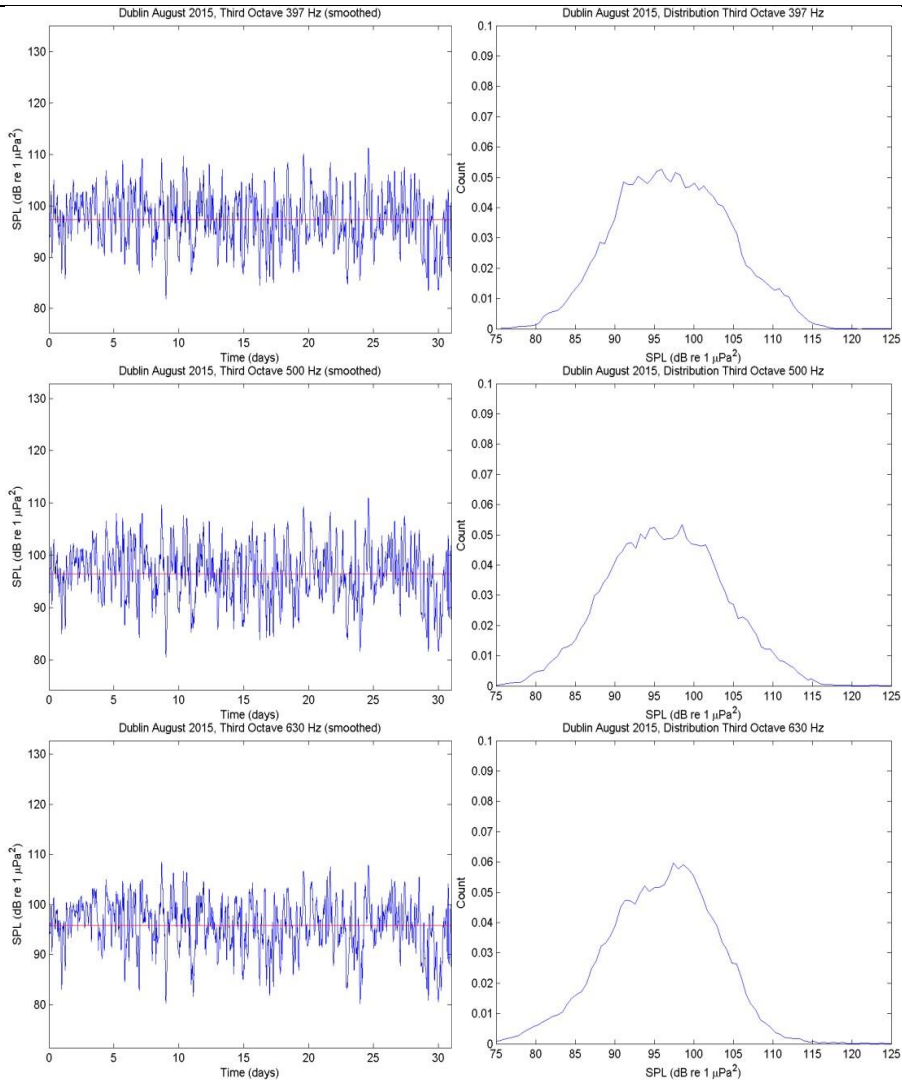 Dublin August 2015, Third Octave 397 Hz (smoothed)
130
120
110
100
90
80
SPL (dB re 1 μPa²)
0 5 10 15 20 25 30
Time (days)
Dublin August 2015, Distribution Third Octave 397 Hz
0.1
0.09
0.08
0.07
0.06
0.05
0.04
0.03
0.02
0.01
0
Count
75 80 85 90 95 100 105 110 115 120 125
SPL (dB re 1 μPa²)
Dublin August 2015, Third Octave 500 Hz (smoothed)
130
120
110
100
90
80
SPL (dB re 1 μPa²)
0 5 10 15 20 25 30
Time (days)
Dublin August 2015, Distribution Third Octave 500 Hz
0.1
0.09
0.08
0.07
0.06
0.05
0.04
0.03
0.02
0.01
0
Count
75 80 85 90 95 100 105 110 115 120 125
SPL (dB re 1 μPa²)
Dublin August 2015, Third Octave 630 Hz (smoothed)
130
120
110
100
90
80
SPL (dB re 1 μPa²)
0 5 10 15 20 25 30
Time (days)
Dublin August 2015, Distribution Third Octave 630 Hz
0.1
0.09
0.08
0.07
0.06
0.05
0.04
0.03
0.02
0.01
0
Count
75 80 85 90 95 100 105 110 115 120 125
SPL (dB re 1 μPa²)